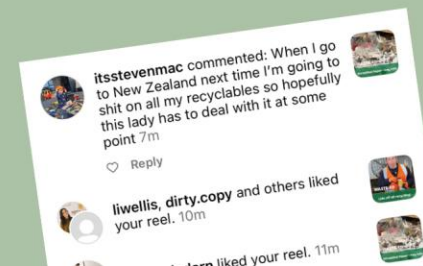 itsstevenmac commented: When I go
to New Zealand next time I'm going to
shit on all my recyclables so hopefully
this lady has to deal with it at some
point 7m
Reply
liwellis, dirty.copy and others liked
your reel. 10m
liked your reel. 11m